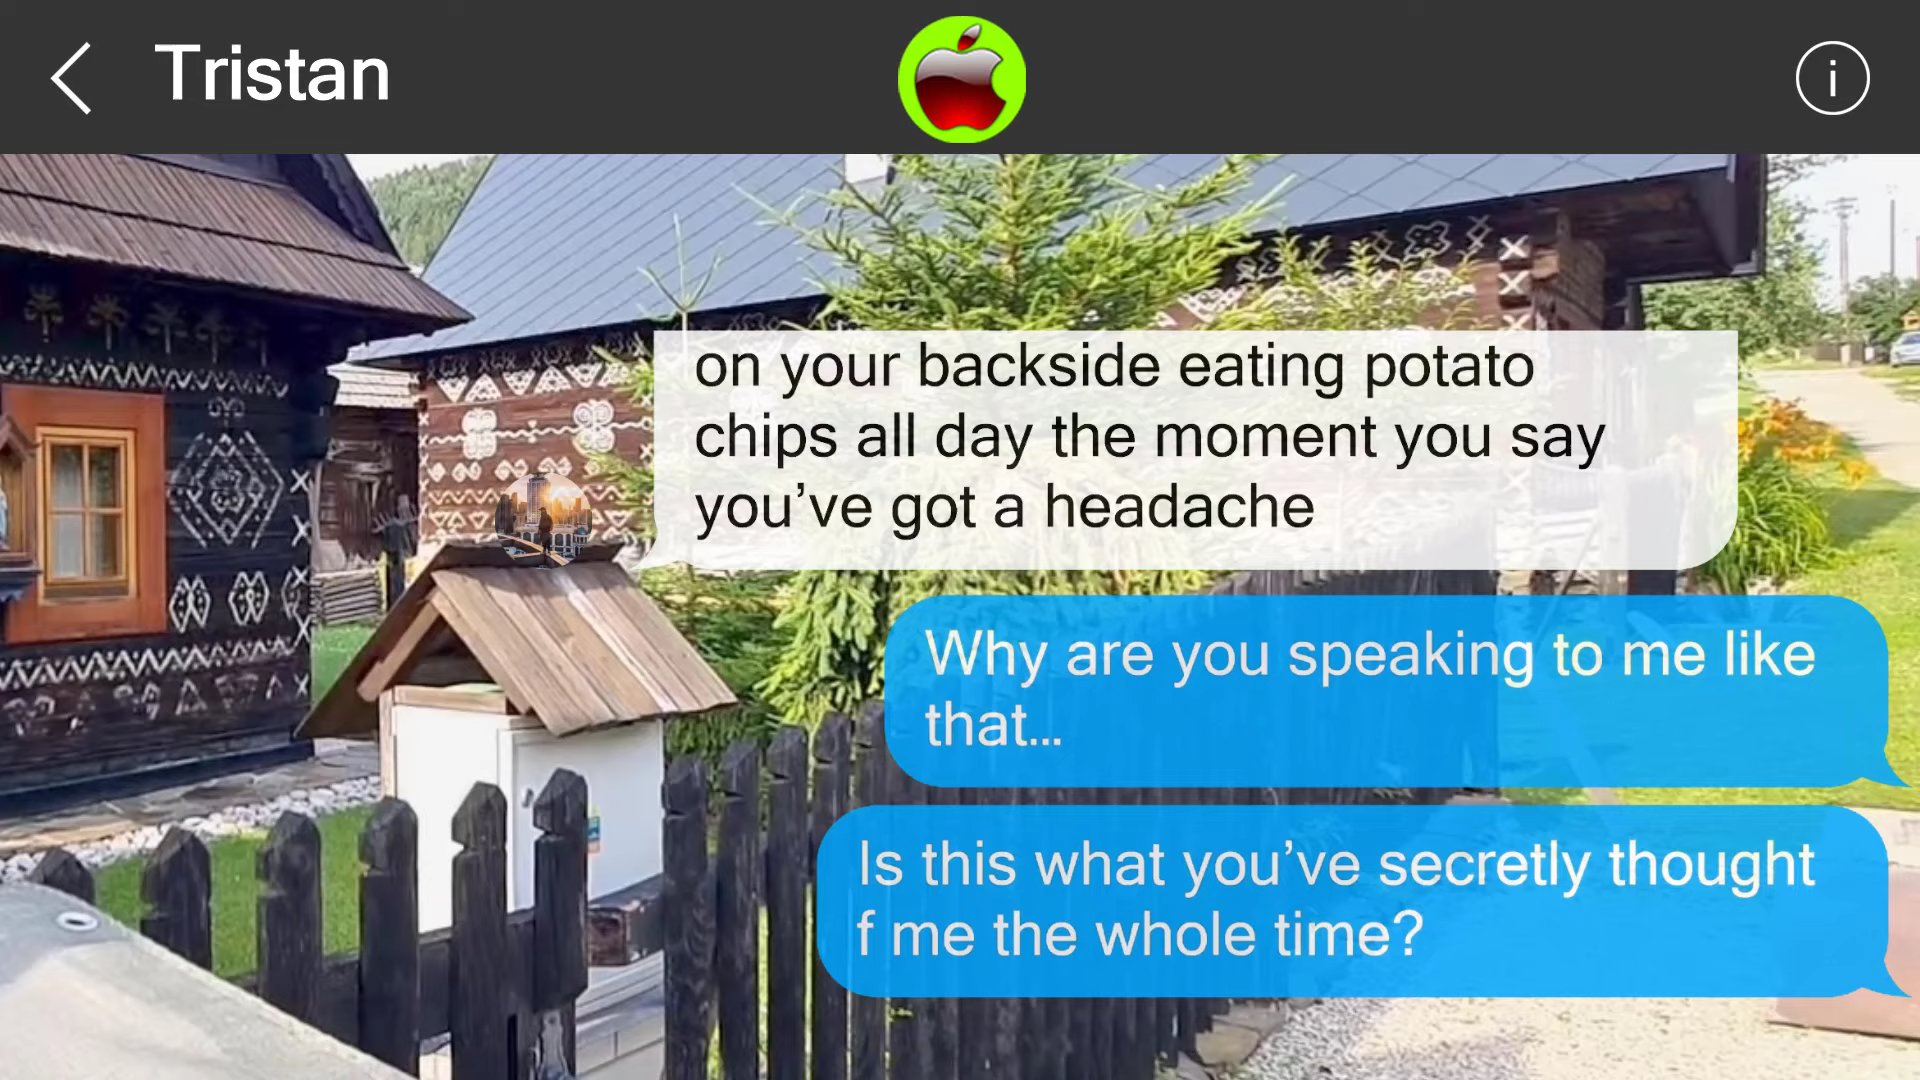 Tristan
i
on your backside eating potato
chips all day the moment you say
you’ve got a headache
Why are you speaking to me like
that...
Is this what you’ve secretly thought
f me the whole time?